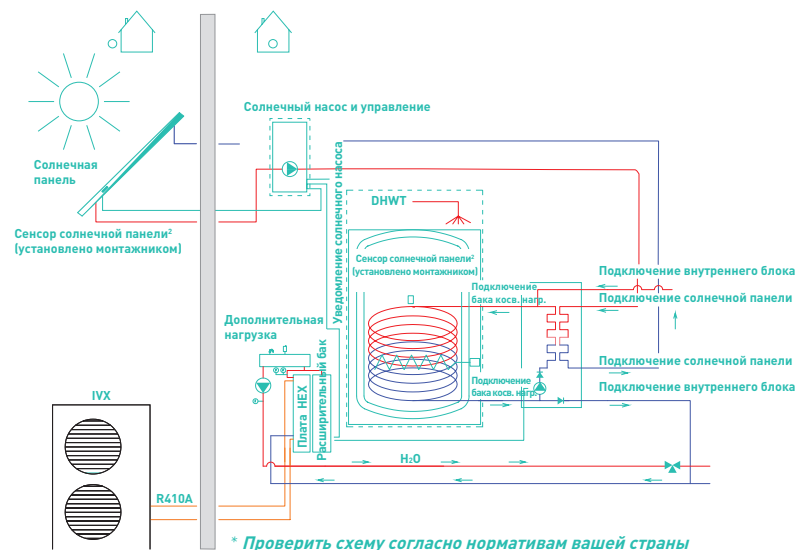 Солнечный насос и управление
Солнечная
панель
Сенсор солнечной панели²
(установлено монтажником)
Уведомление солнечного насоса
DHWT
Сенсор солнечной панели²
(установлено монтажником)
Подключение
бака косв. нагр.
Подключение внутреннего блока
Подключение солнечной панели
Дополнительная
нагрузка
Подключение солнечной панели
Подключение внутреннего блока
Подключение
бака косв. нагр.
IVX
Плата HEX
Расширительный бак
H₂O
R410A
* Проверить схему согласно нормативам вашей страны